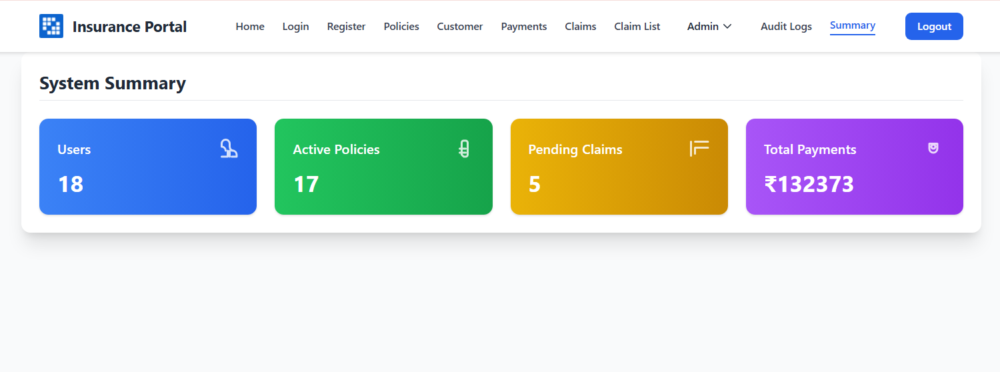 Insurance Portal Home Login Register Policies Customer Payments Claims Claim List Admin Audit Logs Summary Logout
System Summary
Users
18
Active Policies
17
Pending Claims
5
Total Payments
₹132373